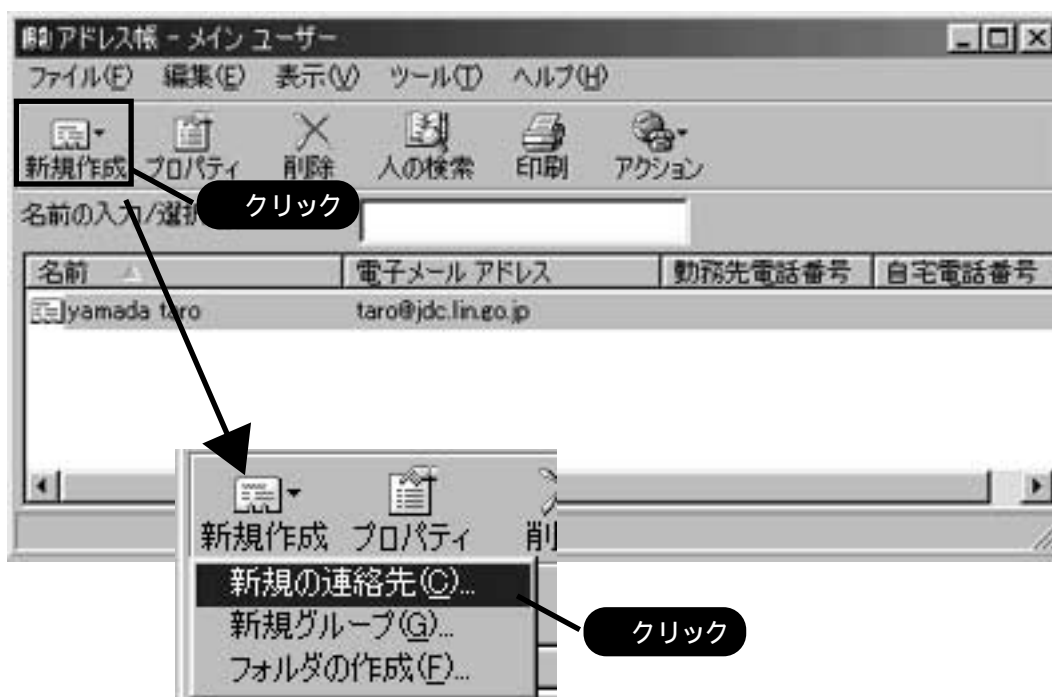 アドレス帳 - メイン ユーザー
ファイル(F) 編集(E) 表示(V) ツール(T) ヘルプ(H)
新規作成 プロパティ 削除 人の検索 印刷 アクション
クリック
名前の入力/選択
名前 電子メール アドレス 勤務先電話番号 自宅電話番号
yamada taro taro@jdc.lin.go.jp
新規作成 プロパティ 削
新規の連絡先(C)...
新規グループ(G)...
クリック
フォルダの作成(F)...